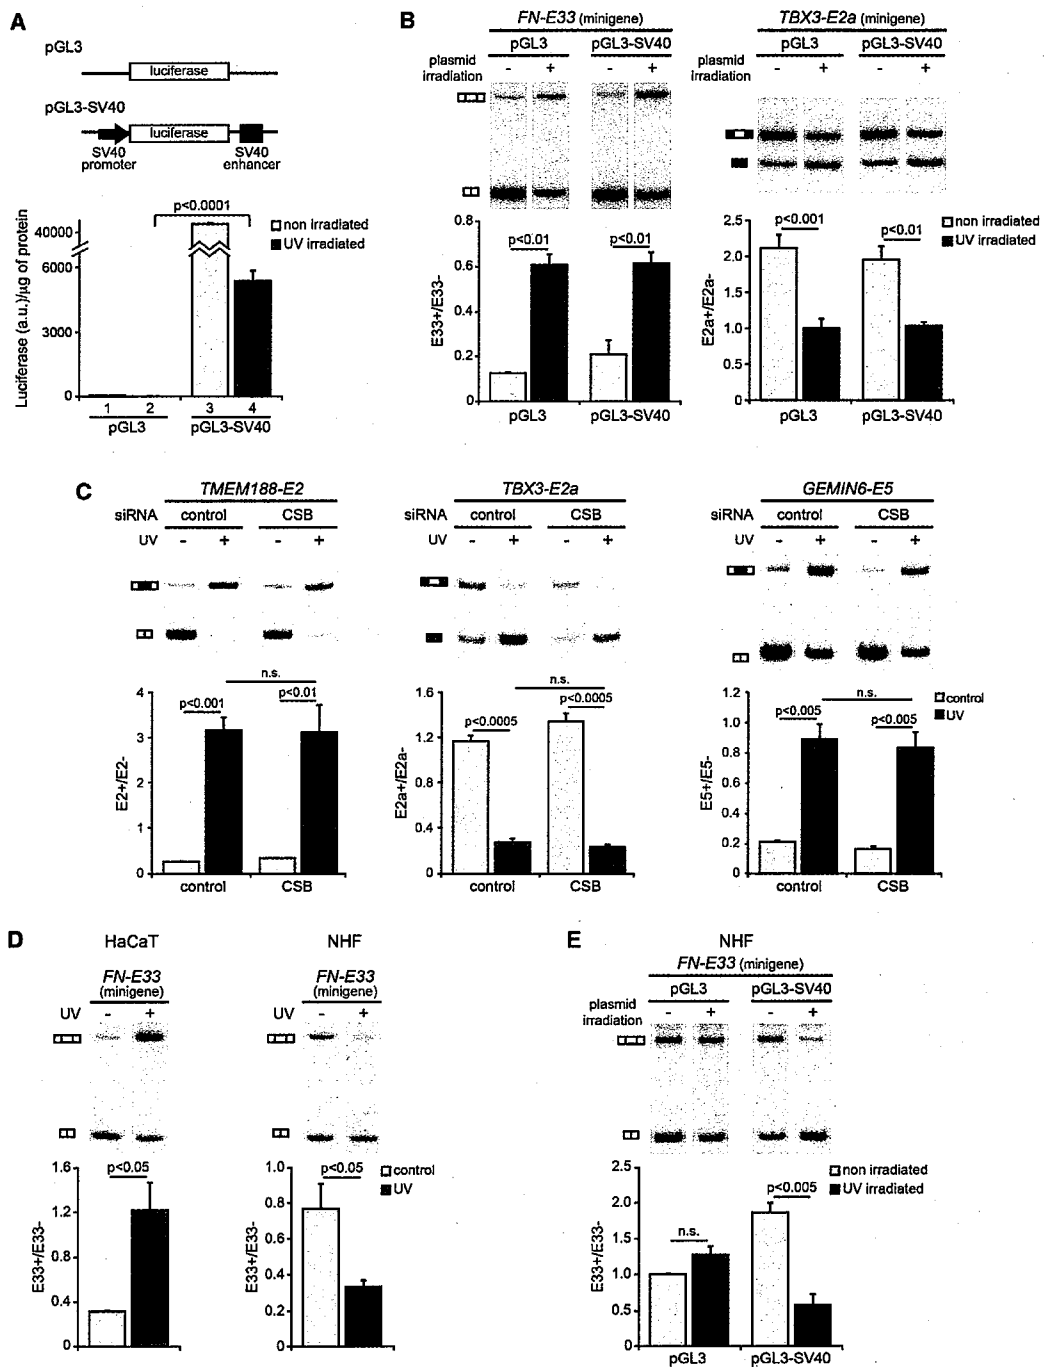 A
pGL3
luciferase
pGL3-SV40
luciferase
SV40 promoter
SV40 enhancer
p<0.0001
non irradiated
UV irradiated
Luciferase (a.u.)/µg of protein
40000
6000
3000
0
1 2 3 4
pGL3 pGL3-SV40
B
FN-E33 (minigene)
pGL3 pGL3-SV40
plasmid irradiation
- + - +
0.8
0.6
0.4
0.2
0
E33+/E33-
p<0.01 p<0.01
pGL3 pGL3-SV40
TBX3-E2a (minigene)
pGL3 pGL3-SV40
plasmid irradiation
- + - +
2.5
2.0
1.5
1.0
0.5
0
E2a+/E2a-
p<0.001 p<0.01
non irradiated
UV irradiated
pGL3 pGL3-SV40
C
TMEM188-E2
siRNA control CSB
UV - + - +
n.s.
p<0.001 p<0.01
4
3
2
1
0
E2+/E2-
control CSB
TBX3-E2a
siRNA control CSB
UV - + - +
n.s.
p<0.0005 p<0.0005
1.6
1.2
0.8
0.4
0
E2a+/E2a-
control CSB
GEMIN6-E5
siRNA control CSB
UV - + - +
n.s.
p<0.005 p<0.005
1.2
1.0
0.8
0.6
0.4
0.2
0
E5+/E5-
control
UV
control CSB
D
HaCaT
FN-E33
(minigene)
UV - +
1.6
1.2
0.8
0.4
0
E33+/E33-
p<0.05
NHF
FN-E33
(minigene)
UV - +
1.0
0.8
0.6
0.4
0.2
0
E33+/E33-
p<0.05
control
UV
E
NHF
FN-E33 (minigene)
pGL3 pGL3-SV40
plasmid irradiation
- + - +
2.5
2.0
1.5
1.0
0.5
0
E33+/E33-
n.s.
p<0.005
non irradiated
UV irradiated
pGL3 pGL3-SV40